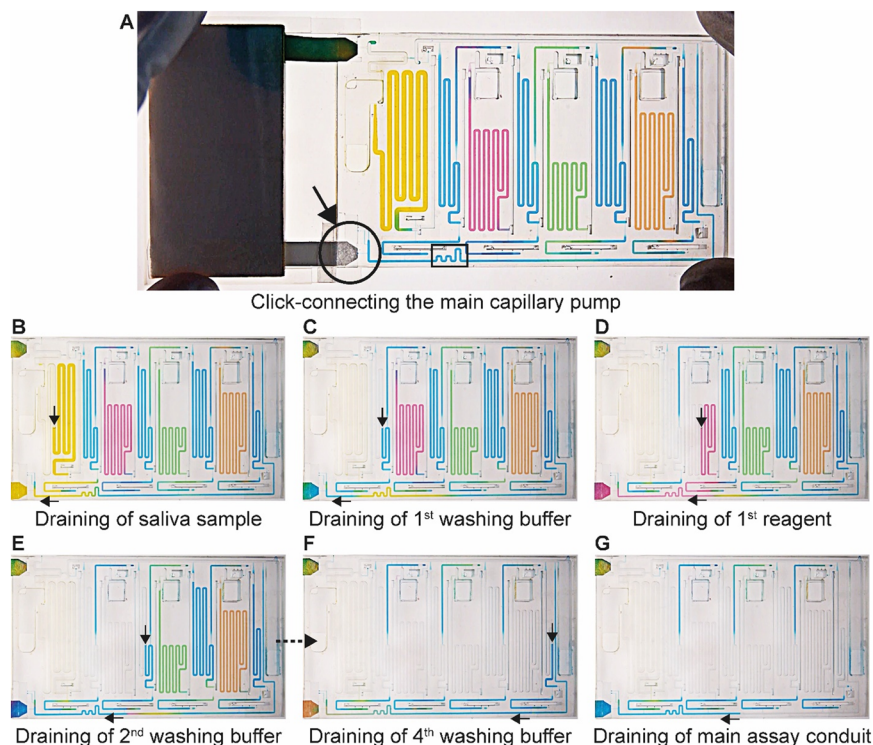 A
Click-connecting the main capillary pump
B
C
D
Draining of saliva sample
Draining of 1st washing buffer
Draining of 1st reagent
E
F
G
Draining of 2nd washing buffer
Draining of 4th washing buffer
Draining of main assay conduit